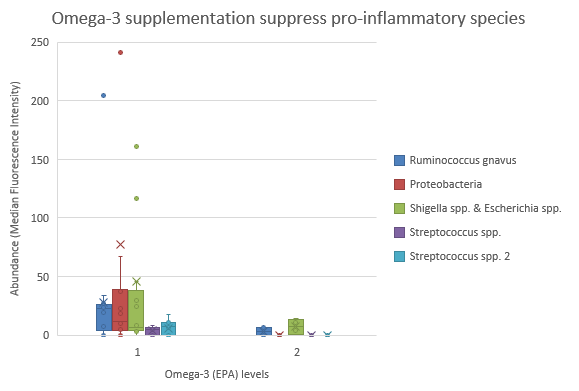 Omega-3 supplementation suppress pro-inflammatory species
Abundance (Median Fluorescence Intensity)
250
200
150
100
50
0
1
2
Omega-3 (EPA) levels
Ruminococcus gnavus
Proteobacteria
Shigella spp. & Escherichia spp.
Streptococcus spp.
Streptococcus spp. 2